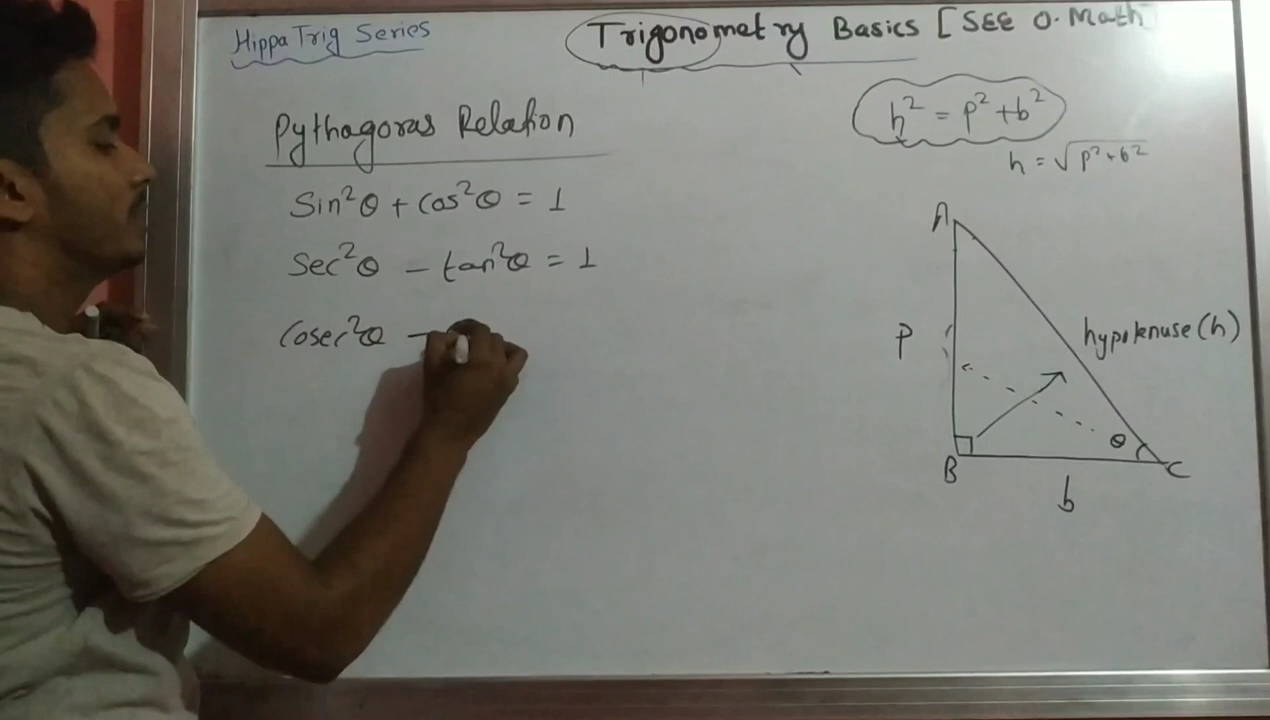 Hippa Trig Series
Trigonometry Basics [SEE O. Math
Pythagoras Relation
Sin²θ + Cos²θ = 1
Sec²θ - tan²θ = 1
Cosec²θ -
h² = p² + b²
h = √p²+b²
A
P
hypotenuse (h)
θ
B
C
b